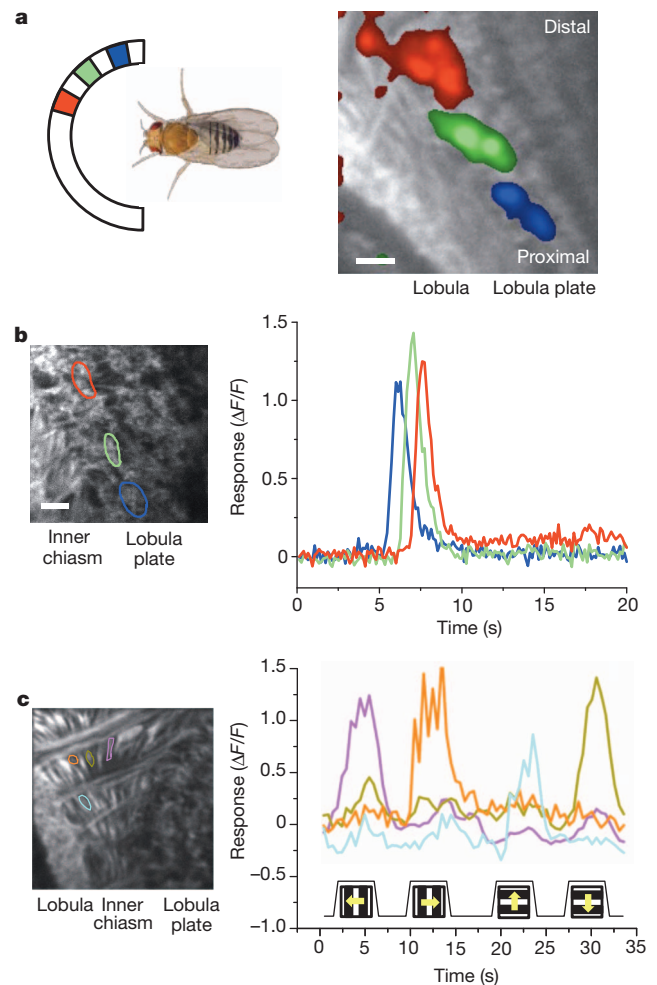 a
Distal
Proximal
Lobula Lobula plate
b
Inner chiasm
Lobula plate
Response (ΔF/F)
1.5
1.0
0.5
0
0 5 10 15 20
Time (s)
c
Lobula Inner chiasm Lobula plate
Response (ΔF/F)
1.5
1.0
0.5
0.0
−0.5
−1.0
0 5 10 15 20 25 30 35
Time (s)